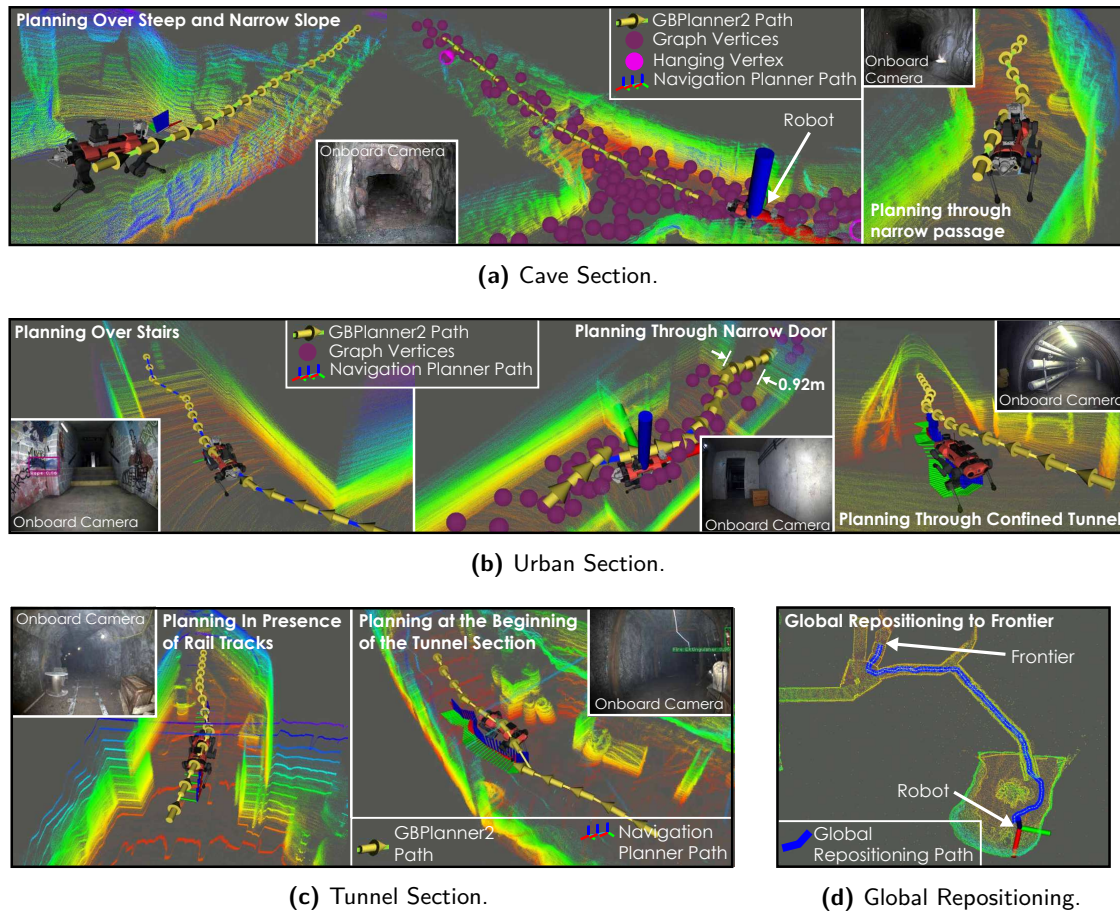 Planning Over Steep and Narrow Slope
Onboard Camera
GBPlanner2 Path
Graph Vertices
Hanging Vertex
Navigation Planner Path
Robot
Onboard
Camera
Planning through
narrow passage
(a) Cave Section.
Planning Over Stairs
Onboard Camera
GBPlanner2 Path
Graph Vertices
Navigation Planner Path
Planning Through Narrow Door
0.92m
Onboard Camera
Onboard Camera
Planning Through Confined Tunnel
(b) Urban Section.
Onboard Camera
Planning In Presence
of Rail Tracks
Planning at the Beginning
of the Tunnel Section
Onboard Camera
GBPlanner2
Path
Navigation
Planner Path
(c) Tunnel Section.
Global Repositioning to Frontier
Frontier
Robot
Global
Repositioning Path
(d) Global Repositioning.